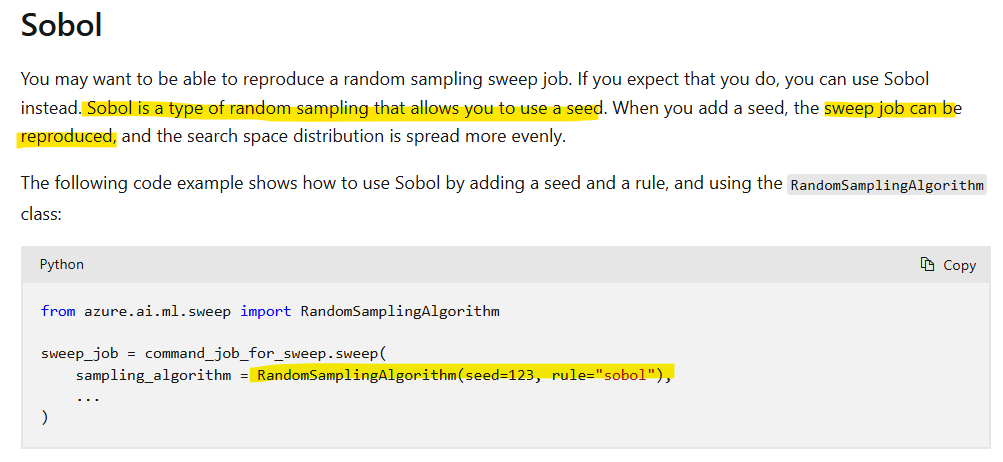 Sobol
You may want to be able to reproduce a random sampling sweep job. If you expect that you do, you can use Sobol
instead. Sobol is a type of random sampling that allows you to use a seed. When you add a seed, the sweep job can be
reproduced, and the search space distribution is spread more evenly.
The following code example shows how to use Sobol by adding a seed and a rule, and using the RandomSamplingAlgorithm
class:
Python Copy
from azure.ai.ml.sweep import RandomSamplingAlgorithm
sweep_job = command_job_for_sweep.sweep(
    sampling_algorithm = RandomSamplingAlgorithm(seed=123, rule="sobol"),
    ...
)